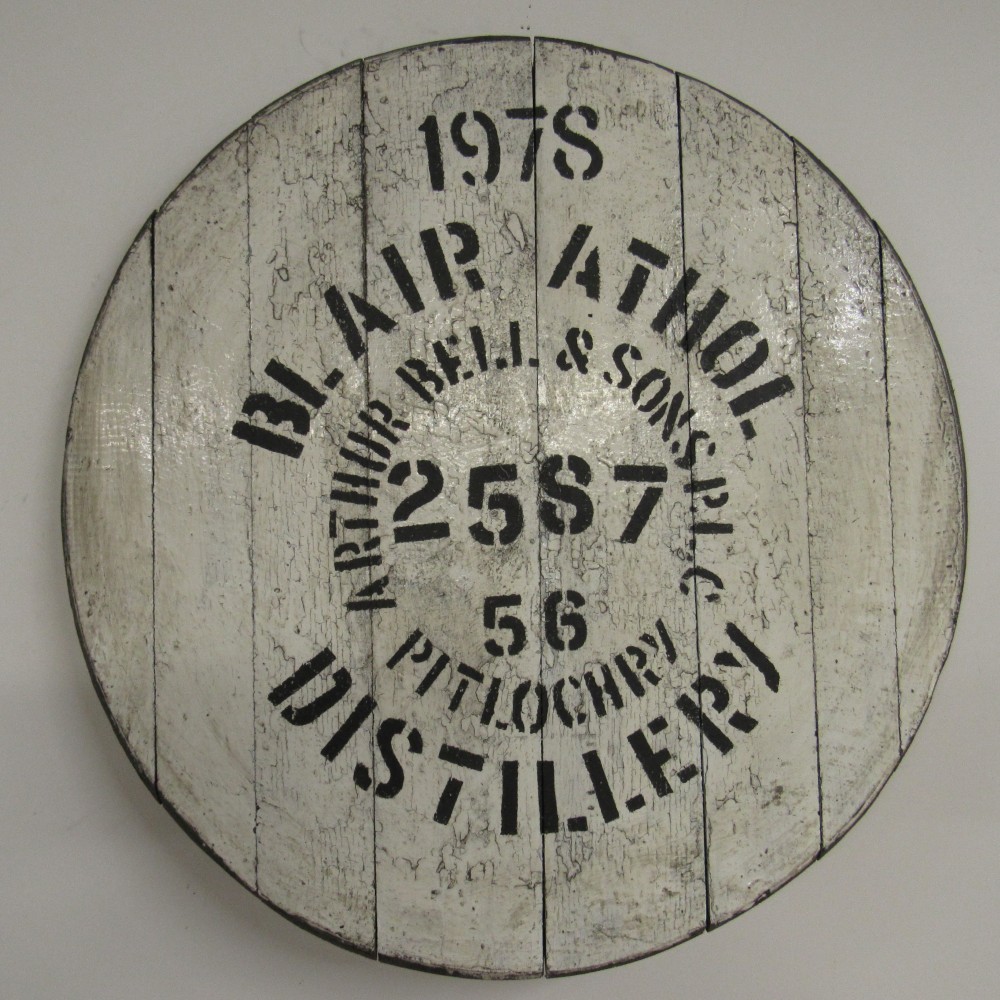 1978
BLAIR ATHOL
ARTHUR BELL & SONS PLC
2587
56
PITLOCHRY
DISTILLERY